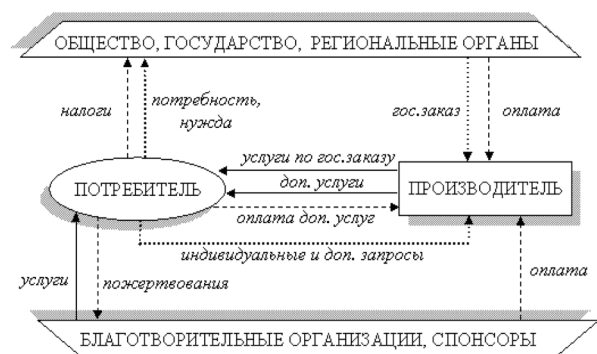 ОБЩЕСТВО, ГОСУДАРСТВО, РЕГИОНАЛЬНЫЕ ОРГАНЫ
налоги
потребность,
нужда
гос.заказ
оплата
услуги по гос.заказу
ПОТРЕБИТЕЛЬ
доп. услуги
ПРОИЗВОДИТЕЛЬ
оплата доп. услуг
индивидуальные и доп. запросы
услуги
пожертвования
оплата
БЛАГОТВОРИТЕЛЬНЫЕ ОРГАНИЗАЦИИ, СПОНСОРЫ